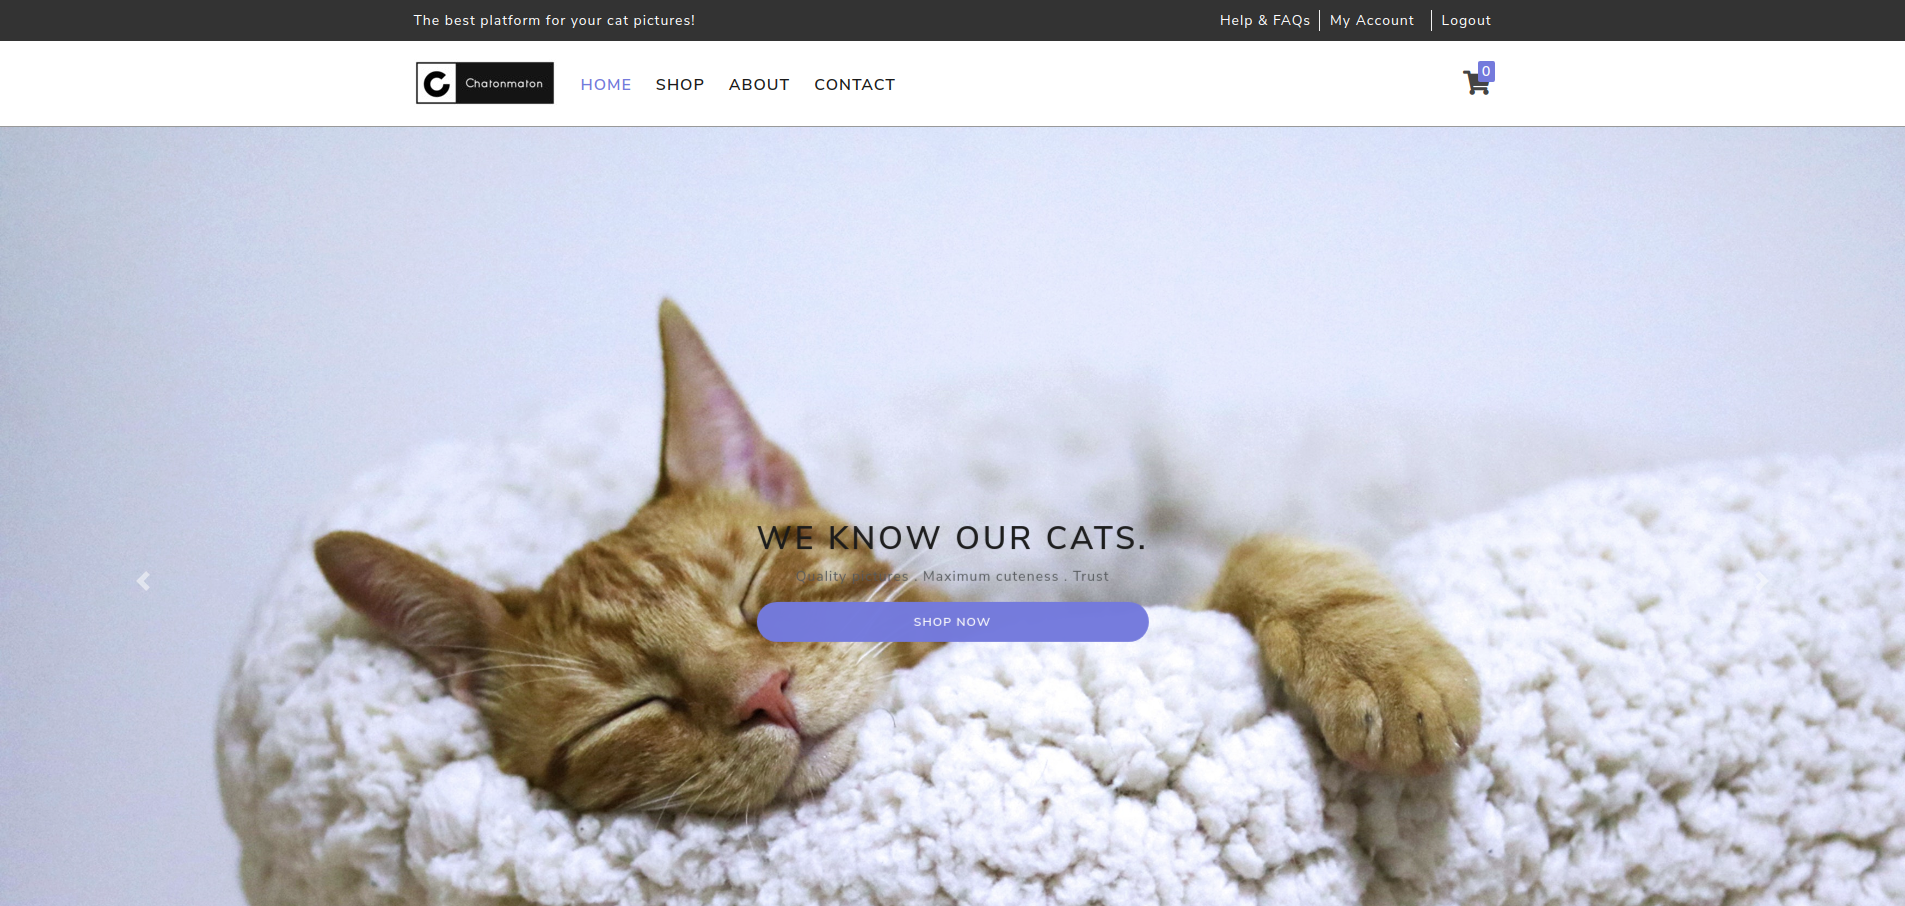 The best platform for your cat pictures!
Help & FAQs My Account Logout
Chatonmaton HOME SHOP ABOUT CONTACT
0
WE KNOW OUR CATS.
Quality pictures . Maximum cuteness . Trust
SHOP NOW